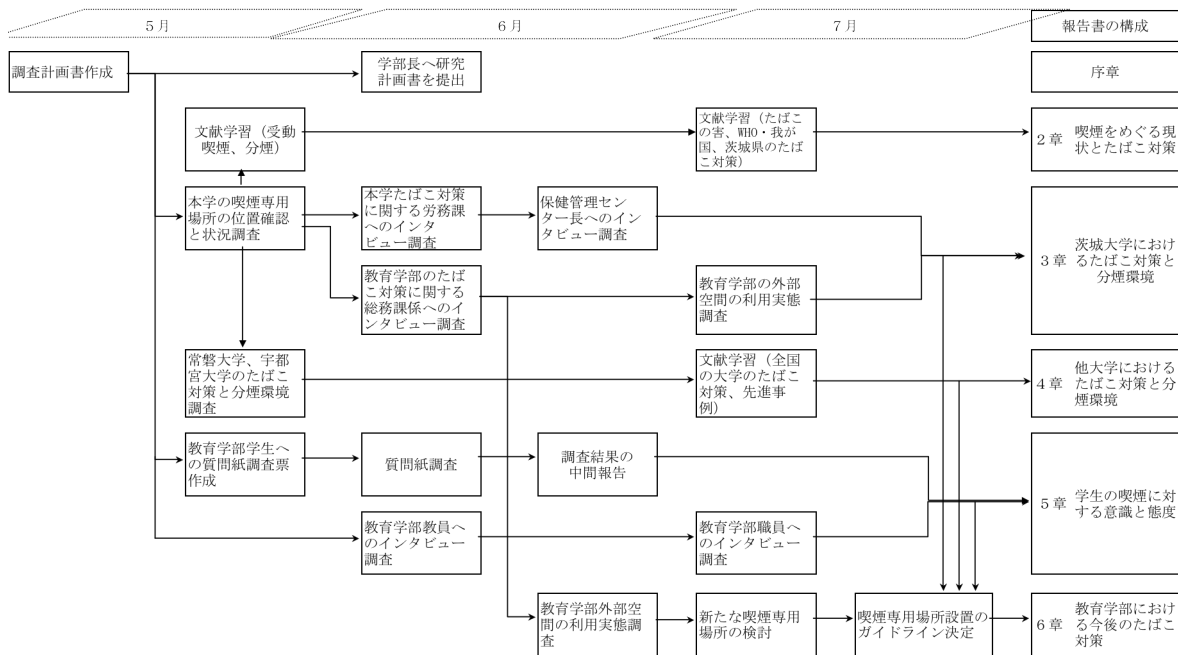 5月
6月
7月
報告書の構成
調査計画書作成
学部長へ研究
計画書を提出
序章
文献学習（受動
喫煙、分煙）
文献学習（たばこ
の害、WHO・我が
国、茨城県のたば
こ対策）
2章 喫煙をめぐる現
状とたばこ対策
本学の喫煙専用
場所の位置確認
と状況調査
本学たばこ対策
に関する労務課
へのインタ
ビュー調査
保健管理セン
ター長へのイン
タビュー調査
3章 茨城大学におけ
るたばこ対策と
分煙環境
教育学部のたば
こ対策に関する
総務課係へのイ
ンタビュー調査
教育学部の外部
空間の利用実態
調査
常磐大学、宇都
宮大学のたばこ
対策と分煙環境
調査
文献学習（全国
の大学のたばこ
対策、先進事
例）
4章 他大学における
たばこ対策と分
煙環境
教育学部学生へ
の質問紙調査票
作成
質問紙調査
調査結果の
中間報告
5章 学生の喫煙に対
する意識と態度
教育学部教員へ
のインタビュー
調査
教育学部職員へ
のインタビュー
調査
教育学部外部空
間の利用実態調
査
新たな喫煙専用
場所の検討
喫煙専用場所設置の
ガイドライン決定
6章 教育学部におけ
る今後のたばこ
対策